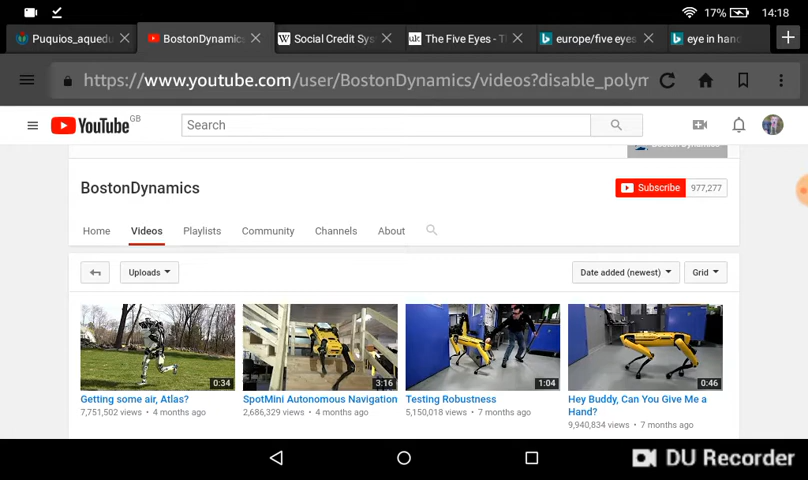 17% 14:18
Puquios_aquedu BostonDynamics Social Credit Sys The Five Eyes - T europe/five eyes eye in hand
https://www.youtube.com/user/BostonDynamics/videos?disable_polym
YouTube GB Search
BostonDynamics
Subscribe 977,277
Home Videos Playlists Community Channels About
Uploads Date added (newest) Grid
0:34 3:16 1:04 0:46
Getting some air, Atlas? SpotMini Autonomous Navigation Testing Robustness Hey Buddy, Can You Give Me a
Hand?
7,751,502 views • 4 months ago 2,686,329 views • 4 months ago 5,150,018 views • 7 months ago
9,940,834 views • 7 months ago
DU Recorder